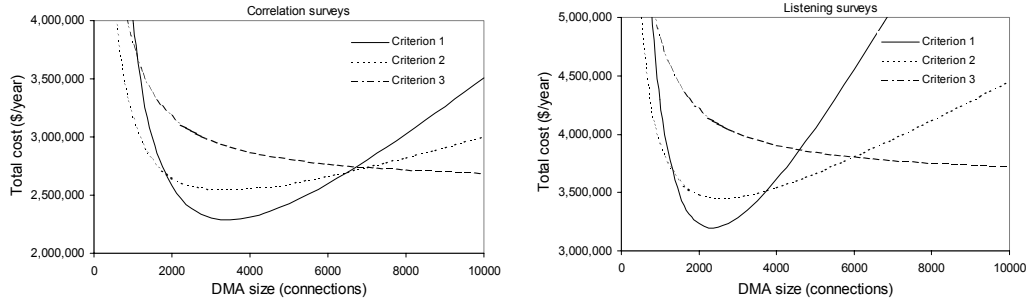 Correlation surveys
4,000,000
3,500,000
3,000,000
2,500,000
2,000,000
Total cost ($/year)
Criterion 1
Criterion 2
Criterion 3
0
2000
4000
6000
8000
10000
DMA size (connections)
Listening surveys
5,000,000
4,500,000
4,000,000
3,500,000
3,000,000
Total cost ($/year)
Criterion 1
Criterion 2
Criterion 3
0
2000
4000
6000
8000
10000
DMA size (connections)